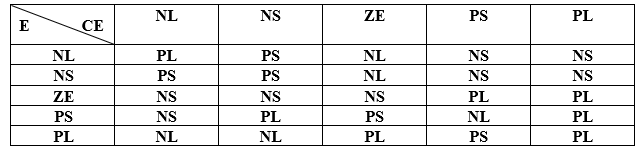 E CE NL NS ZE PS PL
NL PL PS NL NS NS
NS PS PS NL NS NS
ZE NS NS NS PL PL
PS NS PL PS NL PL
PL NL NL PL PS PL